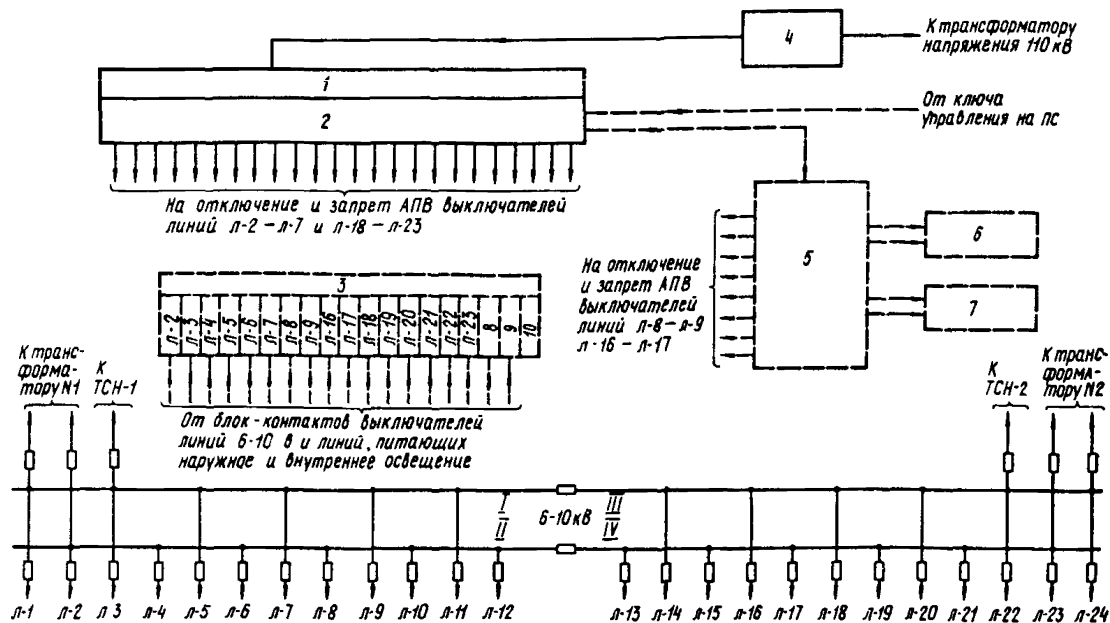 4
К трансформатору
напряжения 110 кВ
1
2
От ключа
управления на ПС
На отключение и запрет АПВ выключателей
линий л-2 – л-7 и л-18 – л-23
5
6
7
На отключение
и запрет АПВ
выключателей
линий л-8 – л-9
л-16 – л-17
3
л-2 л-3 л-4 л-5 л-6 л-7 л-8 л-9 л-16 л-17 л-18 л-19 л-20 л-21 л-22 л-23 8 9 10
От блок-контактов выключателей
линий 6-10 в и линий, питающих
наружное и внутреннее освещение
К транс-
форма-
тору N1
К
ТСН-1
К
ТСН-2
К транс-
форма-
тору N2
I
II
6-10 кВ
III
IV
л-1 л-2 л 3 л-4 л-5 л-6 л-7 л-8 л-9 л-10 л-11 л-12 л-13 л-14 л-15 л-16 л-17 л-18 л-19 л-20 л-21 л-22 л-23 л-24